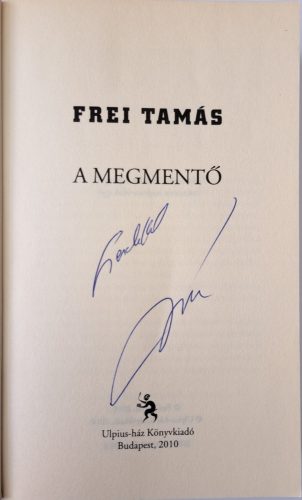 FREI TAMÁS
A MEGMENTŐ
Ulpius-ház Könyvkiadó
Budapest, 2010